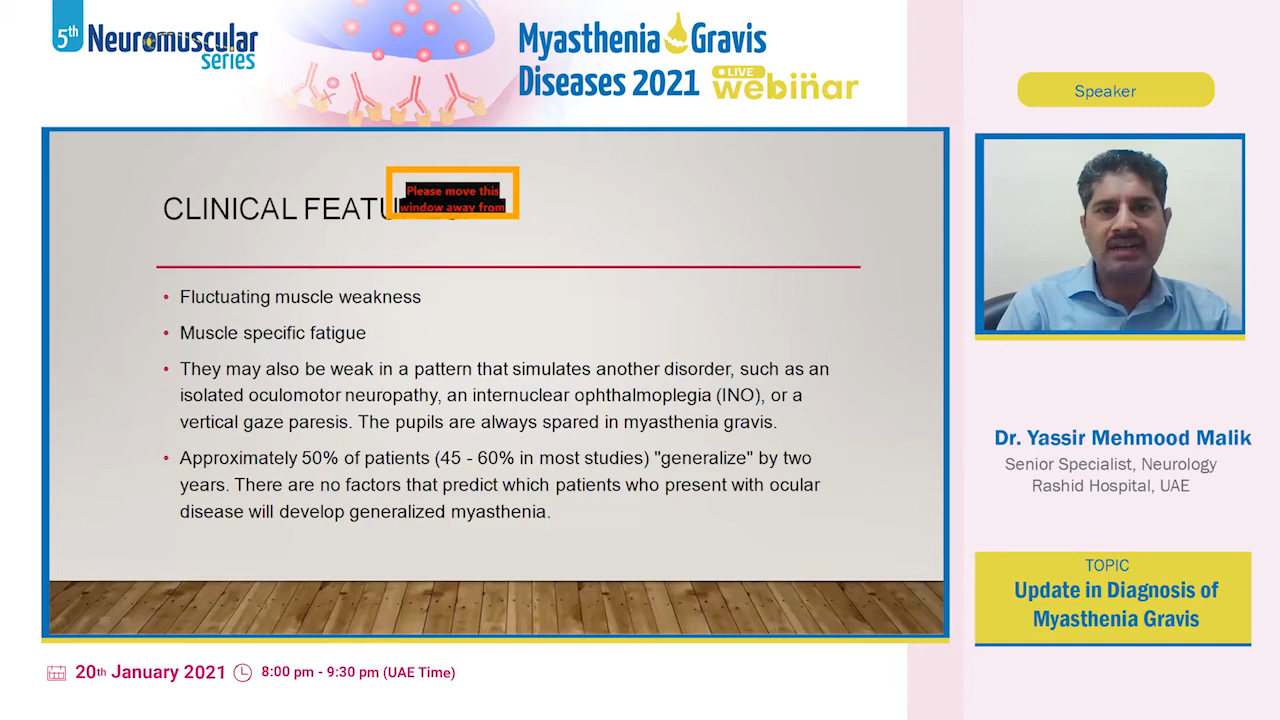 5th Neuromuscular
series
Myasthenia Gravis
Diseases 2021 LIVE webinar
Speaker
CLINICAL FEATU
Please move this
window away from
• Fluctuating muscle weakness
• Muscle specific fatigue
• They may also be weak in a pattern that simulates another disorder, such as an
isolated oculomotor neuropathy, an internuclear ophthalmoplegia (INO), or a
vertical gaze paresis. The pupils are always spared in myasthenia gravis.
• Approximately 50% of patients (45 - 60% in most studies) "generalize" by two
years. There are no factors that predict which patients who present with ocular
disease will develop generalized myasthenia.
Dr. Yassir Mehmood Malik
Senior Specialist, Neurology
Rashid Hospital, UAE
TOPIC
Update in Diagnosis of
Myasthenia Gravis
20th January 2021 8:00 pm - 9:30 pm (UAE Time)